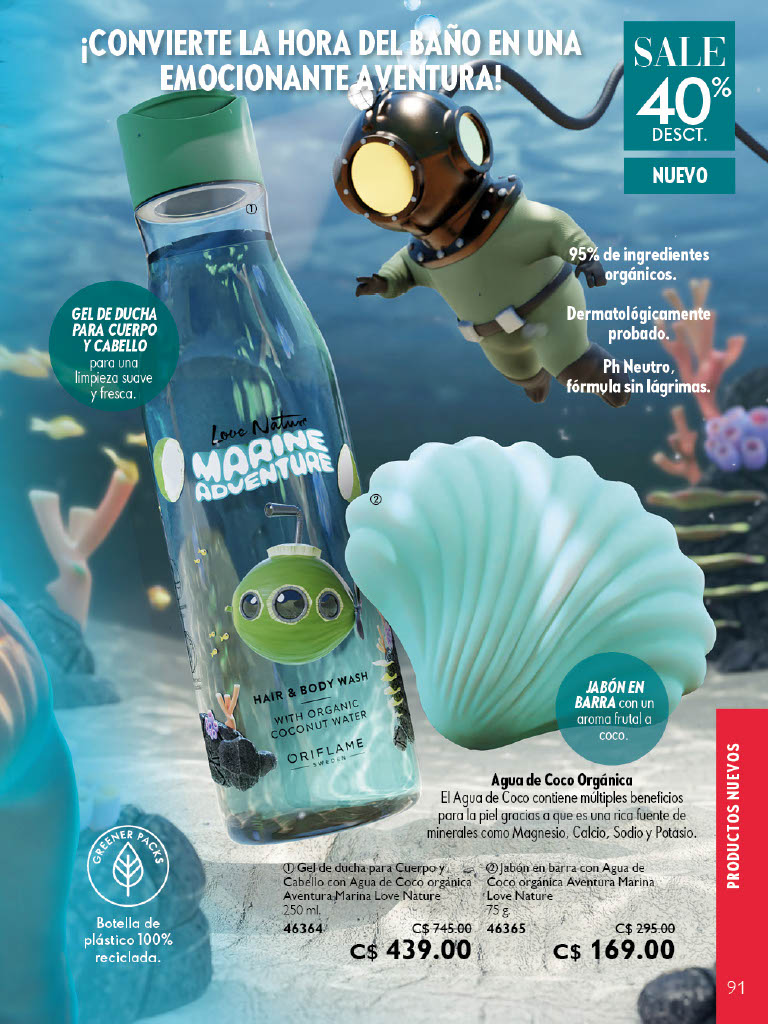 ¡CONVIERTE LA HORA DEL BAÑO EN UNA
EMOCIONANTE AVENTURA!
SALE
40%
DESCT.
NUEVO
①
95% de ingredientes
orgánicos.
Dermatológicamente
probado.
Ph Neutro,
fórmula sin lágrimas.
GEL DE DUCHA
PARA CUERPO
Y CABELLO
para una
limpieza suave
y fresca.
Love Nature
MARINE
ADVENTURE
②
HAIR & BODY WASH
WITH ORGANIC
COCONUT WATER
ORIFLAME
SWEDEN
JABÓN EN
BARRA con un
aroma frutal a
coco.
Agua de Coco Orgánica
El Agua de Coco contiene múltiples beneficios
para la piel gracias a que es una rica fuente de
minerales como Magnesio, Calcio, Sodio y Potasio.
GREENER PACKS
Botella de
plástico 100%
reciclada.
① Gel de ducha para Cuerpo y
Cabello con Agua de Coco orgánica
Aventura Marina Love Nature
250 ml.
46364 C$ 745.00
C$ 439.00
② Jabón en barra con Agua de
Coco orgánica Aventura Marina
Love Nature
75 g
46365 C$ 295.00
C$ 169.00
PRODUCTOS NUEVOS
91